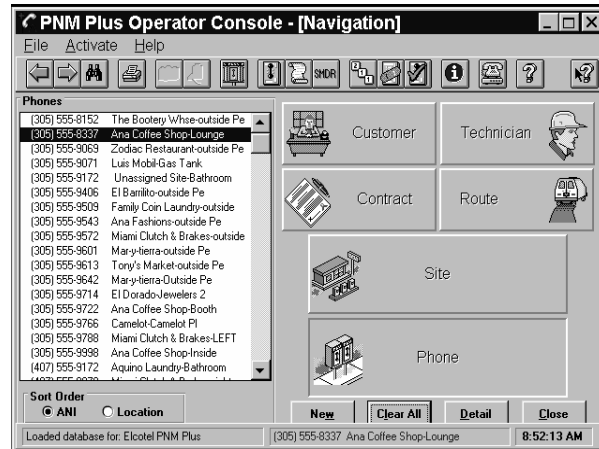 PNM Plus Operator Console - [Navigation]
File Activate Help
SMDR
Phones
(305) 555-8152 The Bootery Whse-outside Pe
(305) 555-8337 Ana Coffee Shop-Lounge
(305) 555-9069 Zodiac Restaurant-outside Pe
(305) 555-9071 Luis Mobil-Gas Tank
(305) 555-9172 Unassigned Site-Bathroom
(305) 555-9406 El Barrilito-outside Pe
(305) 555-9509 Family Coin Laundry-outside
(305) 555-9543 Ana Fashions-outside Pe
(305) 555-9572 Miami Clutch & Brakes-outside
(305) 555-9601 Mar-y-tierra-outside Pe
(305) 555-9613 Tony's Market-outside Pe
(305) 555-9642 Mar-y-tierra-Outside Pe
(305) 555-9714 El Dorado-Jewelers 2
(305) 555-9722 Ana Coffee Shop-Booth
(305) 555-9766 Camelot-Camelot Pl
(305) 555-9788 Miami Clutch & Brakes-LEFT
(305) 555-9998 Ana Coffee Shop-Inside
(407) 555-9172 Aquino Laundry-Bathroom
Sort Order
ANI Location
Customer Technician
Contract Route
Site
Phone
New Clear All Detail Close
Loaded database for: Elcotel PNM Plus (305) 555-8337 Ana Coffee Shop-Lounge 8:52:13 AM